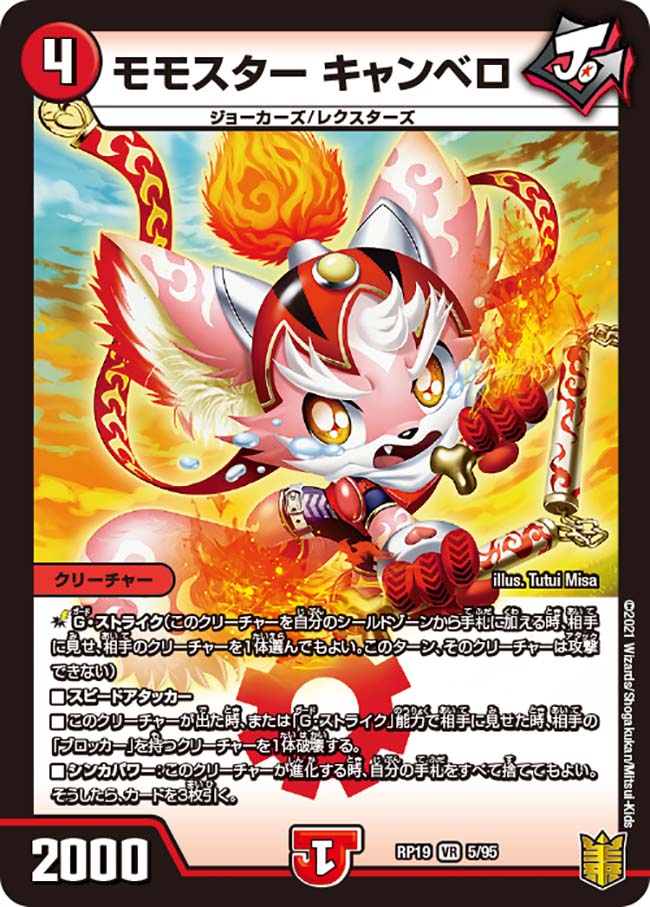 4
モモスター キャンベロ
J
ジョーカーズ/レクスターズ
クリーチャー
illus. Tutui Misa
G・ストライク(このクリーチャーを自分のシールドゾーンから手札に加える時、相手
に見せ、相手のクリーチャーを1体選んでもよい。このターン、そのクリーチャーは攻撃
できない)
■スピードアタッカー
■このクリーチャーが出た時、または「G・ストライク」能力で相手に見せた時、相手の
「ブロッカー」を持つクリーチャーを1体破壊する。
■シンカパワー:このクリーチャーが進化する時、自分の手札をすべて捨ててもよい。
そうしたら、カードを3枚引く。
©2021 Wizards/Shogakukan/Mitsui-Kids
2000
1
RP19 VR 5/95